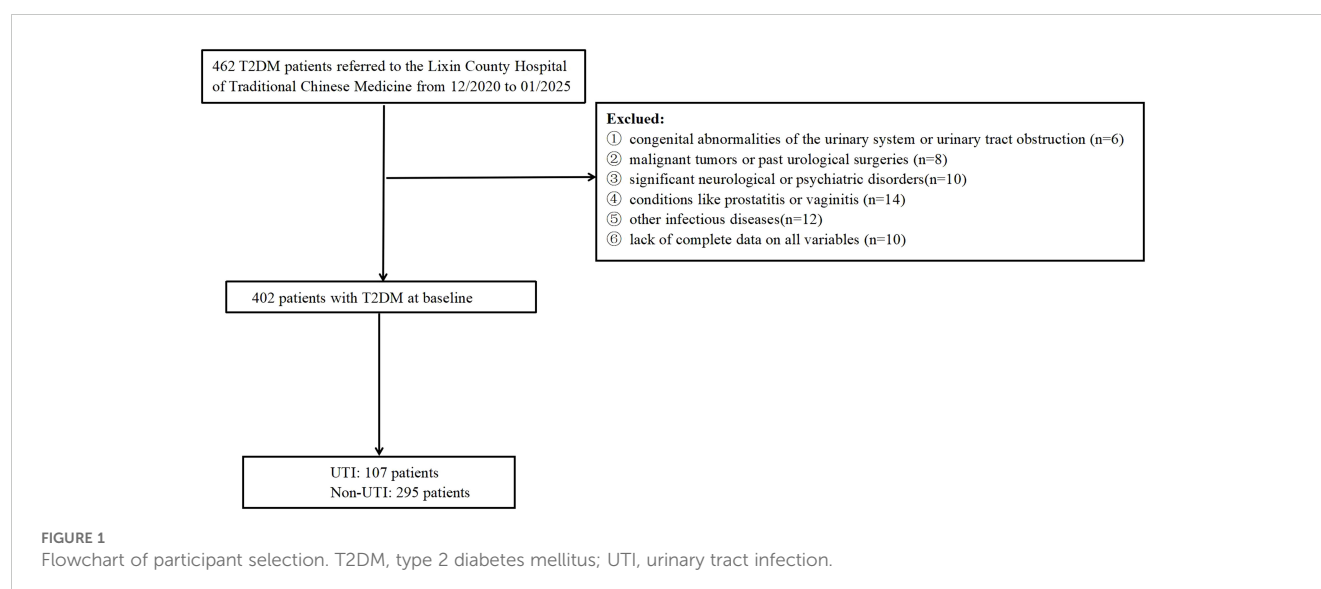 462 T2DM patients referred to the Lixin County Hospital
of Traditional Chinese Medicine from 12/2020 to 01/2025
Exclued:
① congenital abnormalities of the urinary system or urinary tract obstruction (n=6)
② malignant tumors or past urological surgeries (n=8)
③ significant neurological or psychiatric disorders(n=10)
④ conditions like prostatitis or vaginitis (n=14)
⑤ other infectious diseases(n=12)
⑥ lack of complete data on all variables (n=10)
402 patients with T2DM at baseline
UTI: 107 patients
Non-UTI: 295 patients
FIGURE 1
Flowchart of participant selection. T2DM, type 2 diabetes mellitus; UTI, urinary tract infection.